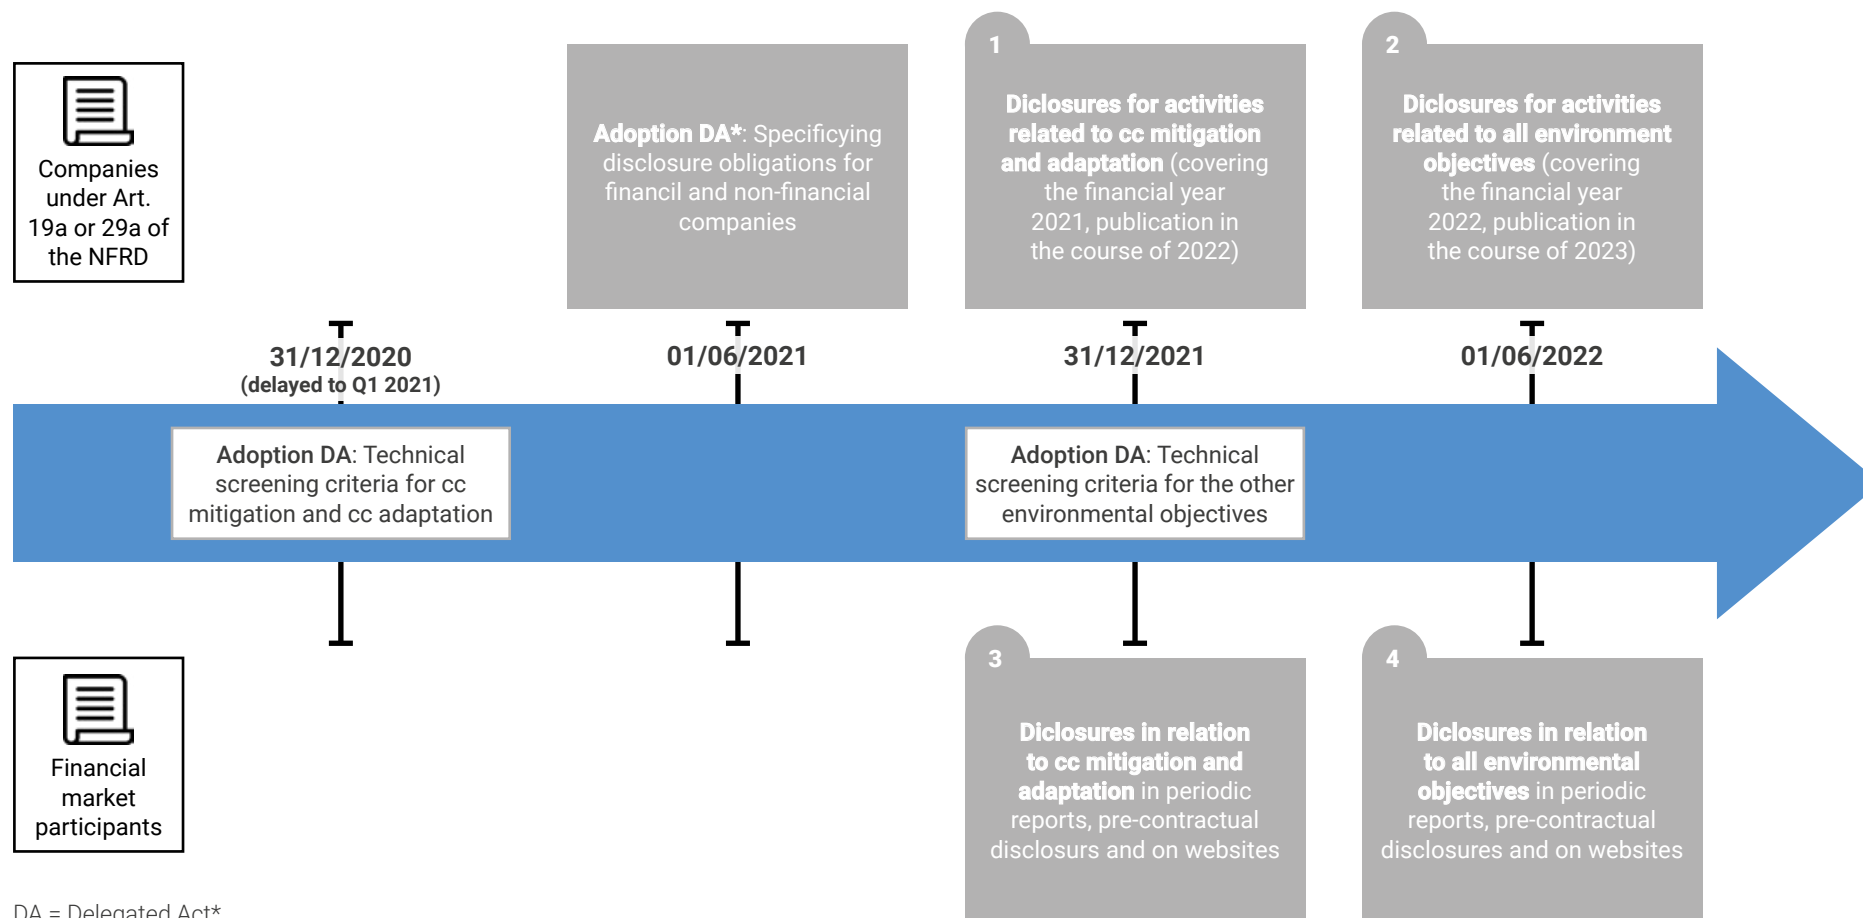 Companies
under Art.
19a or 29a of
the NFRD
Adoption DA*: Specificying
disclosure obligations for
financil and non-financial
companies
1
Diclosures for activities
related to cc mitigation
and adaptation (covering
the financial year
2021, publication in
the course of 2022)
2
Diclosures for activities
related to all environment
objectives (covering
the financial year
2022, publication in
the course of 2023)
31/12/2020
(delayed to Q1 2021)
01/06/2021
31/12/2021
01/06/2022
Adoption DA: Technical
screening criteria for cc
mitigation and cc adaptation
Adoption DA: Technical
screening criteria for the other
environmental objectives
Financial
market
participants
3
Diclosures in relation
to cc mitigation and
adaptation in periodic
reports, pre-contractual
disclosurs and on websites
4
Diclosures in relation
to all environmental
objectives in periodic
reports, pre-contractual
disclosures and on websites
DA = Delegated Act*